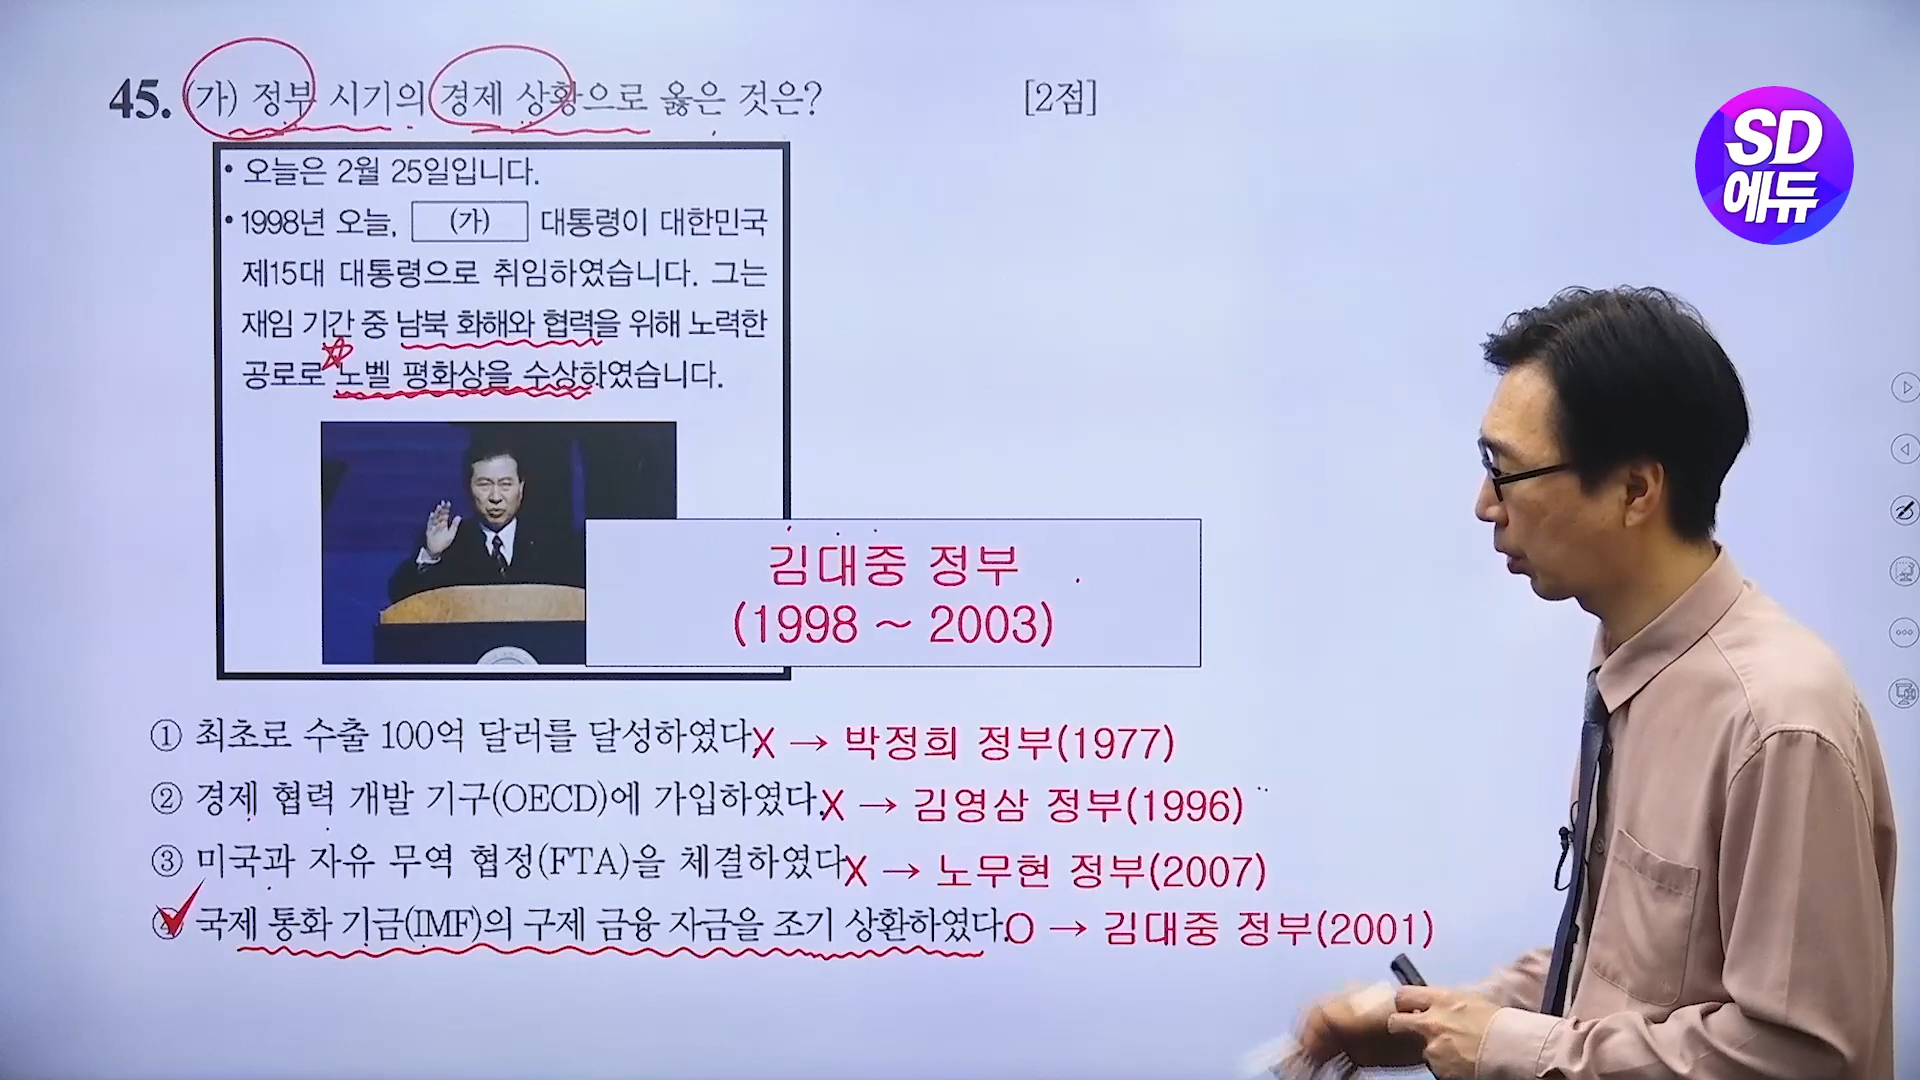 45. (가) 정부 시기의 경제 상황으로 옳은 것은? [2점]
SD
에듀
• 오늘은 2월 25일입니다.
• 1998년 오늘, (가) 대통령이 대한민국
제15대 대통령으로 취임하였습니다. 그는
재임 기간 중 남북 화해와 협력을 위해 노력한
공로로 노벨 평화상을 수상하였습니다.
김대중 정부
(1998 ~ 2003)
① 최초로 수출 100억 달러를 달성하였다. X → 박정희 정부(1977)
② 경제 협력 개발 기구(OECD)에 가입하였다. X → 김영삼 정부(1996)
③ 미국과 자유 무역 협정(FTA)을 체결하였다. X → 노무현 정부(2007)
④ 국제 통화 기금(IMF)의 구제 금융 자금을 조기 상환하였다. O → 김대중 정부(2001)